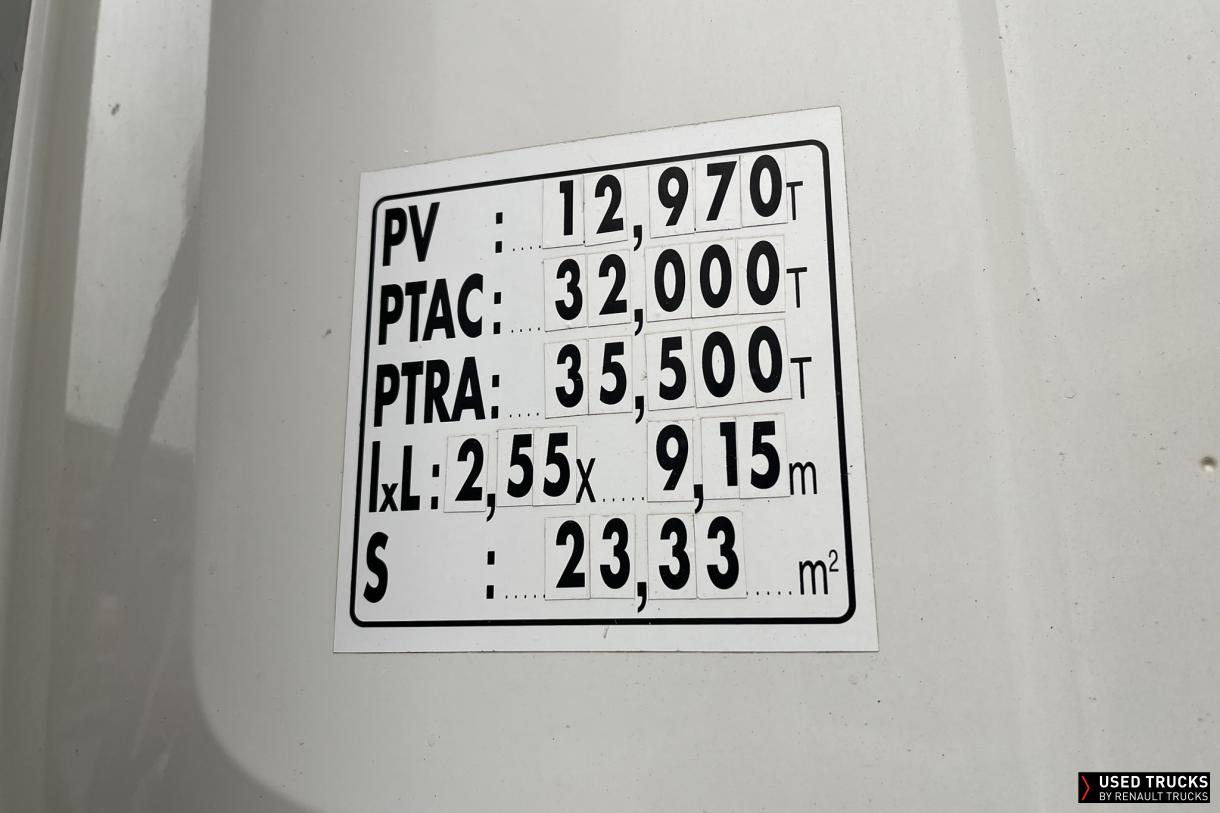 PV :....12,970T
PTAC:....32,000T
PTRA:....35,500T
lxL:2,55x.....9,15m
S :.....23,33.....m²
USED TRUCKS
BY RENAULT TRUCKS